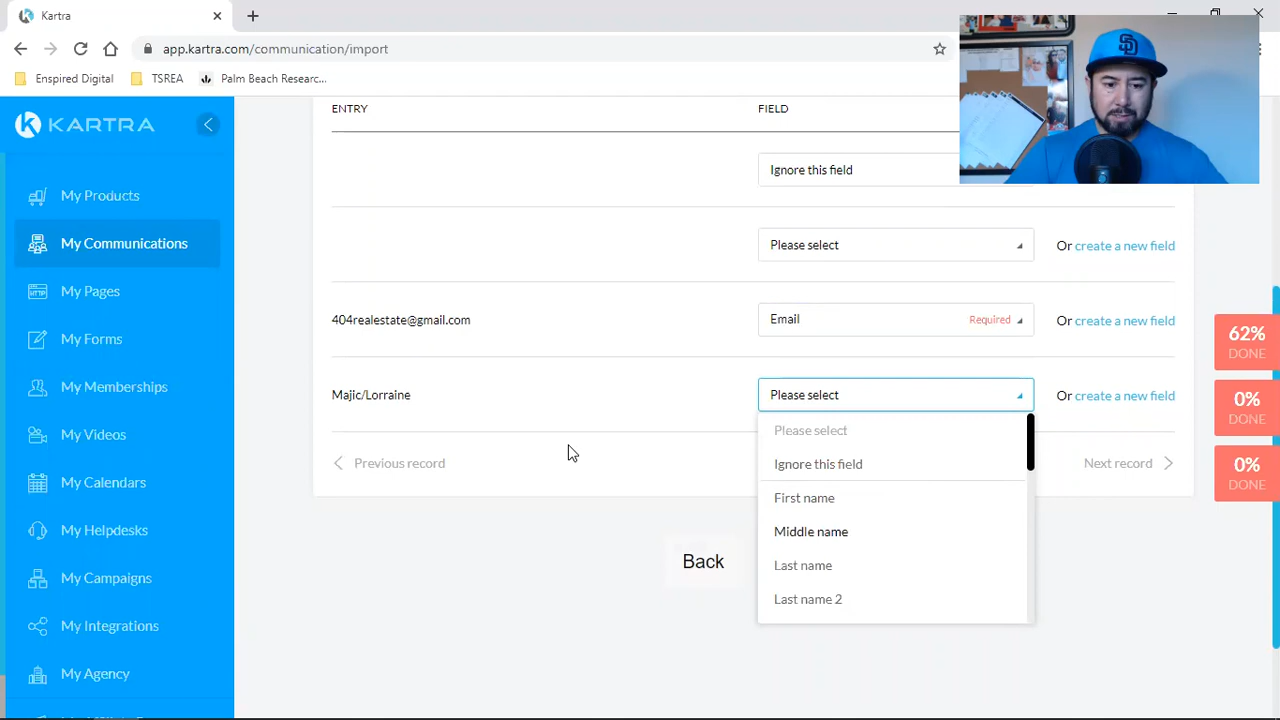 Kartra
app.kartra.com/communication/import
Enspired Digital
TSREA
Palm Beach Researc...
KARTRA
My Products
My Communications
My Pages
My Forms
My Memberships
My Videos
My Calendars
My Helpdesks
My Campaigns
My Integrations
My Agency
ENTRY
FIELD
Ignore this field
Please select
Or create a new field
404realestate@gmail.com
Email
Required
Or create a new field
Majic/Lorraine
Please select
Or create a new field
Please select
Ignore this field
First name
Middle name
Last name
Last name 2
Previous record
Next record
Back
62%
DONE
0%
DONE
0%
DONE
SD